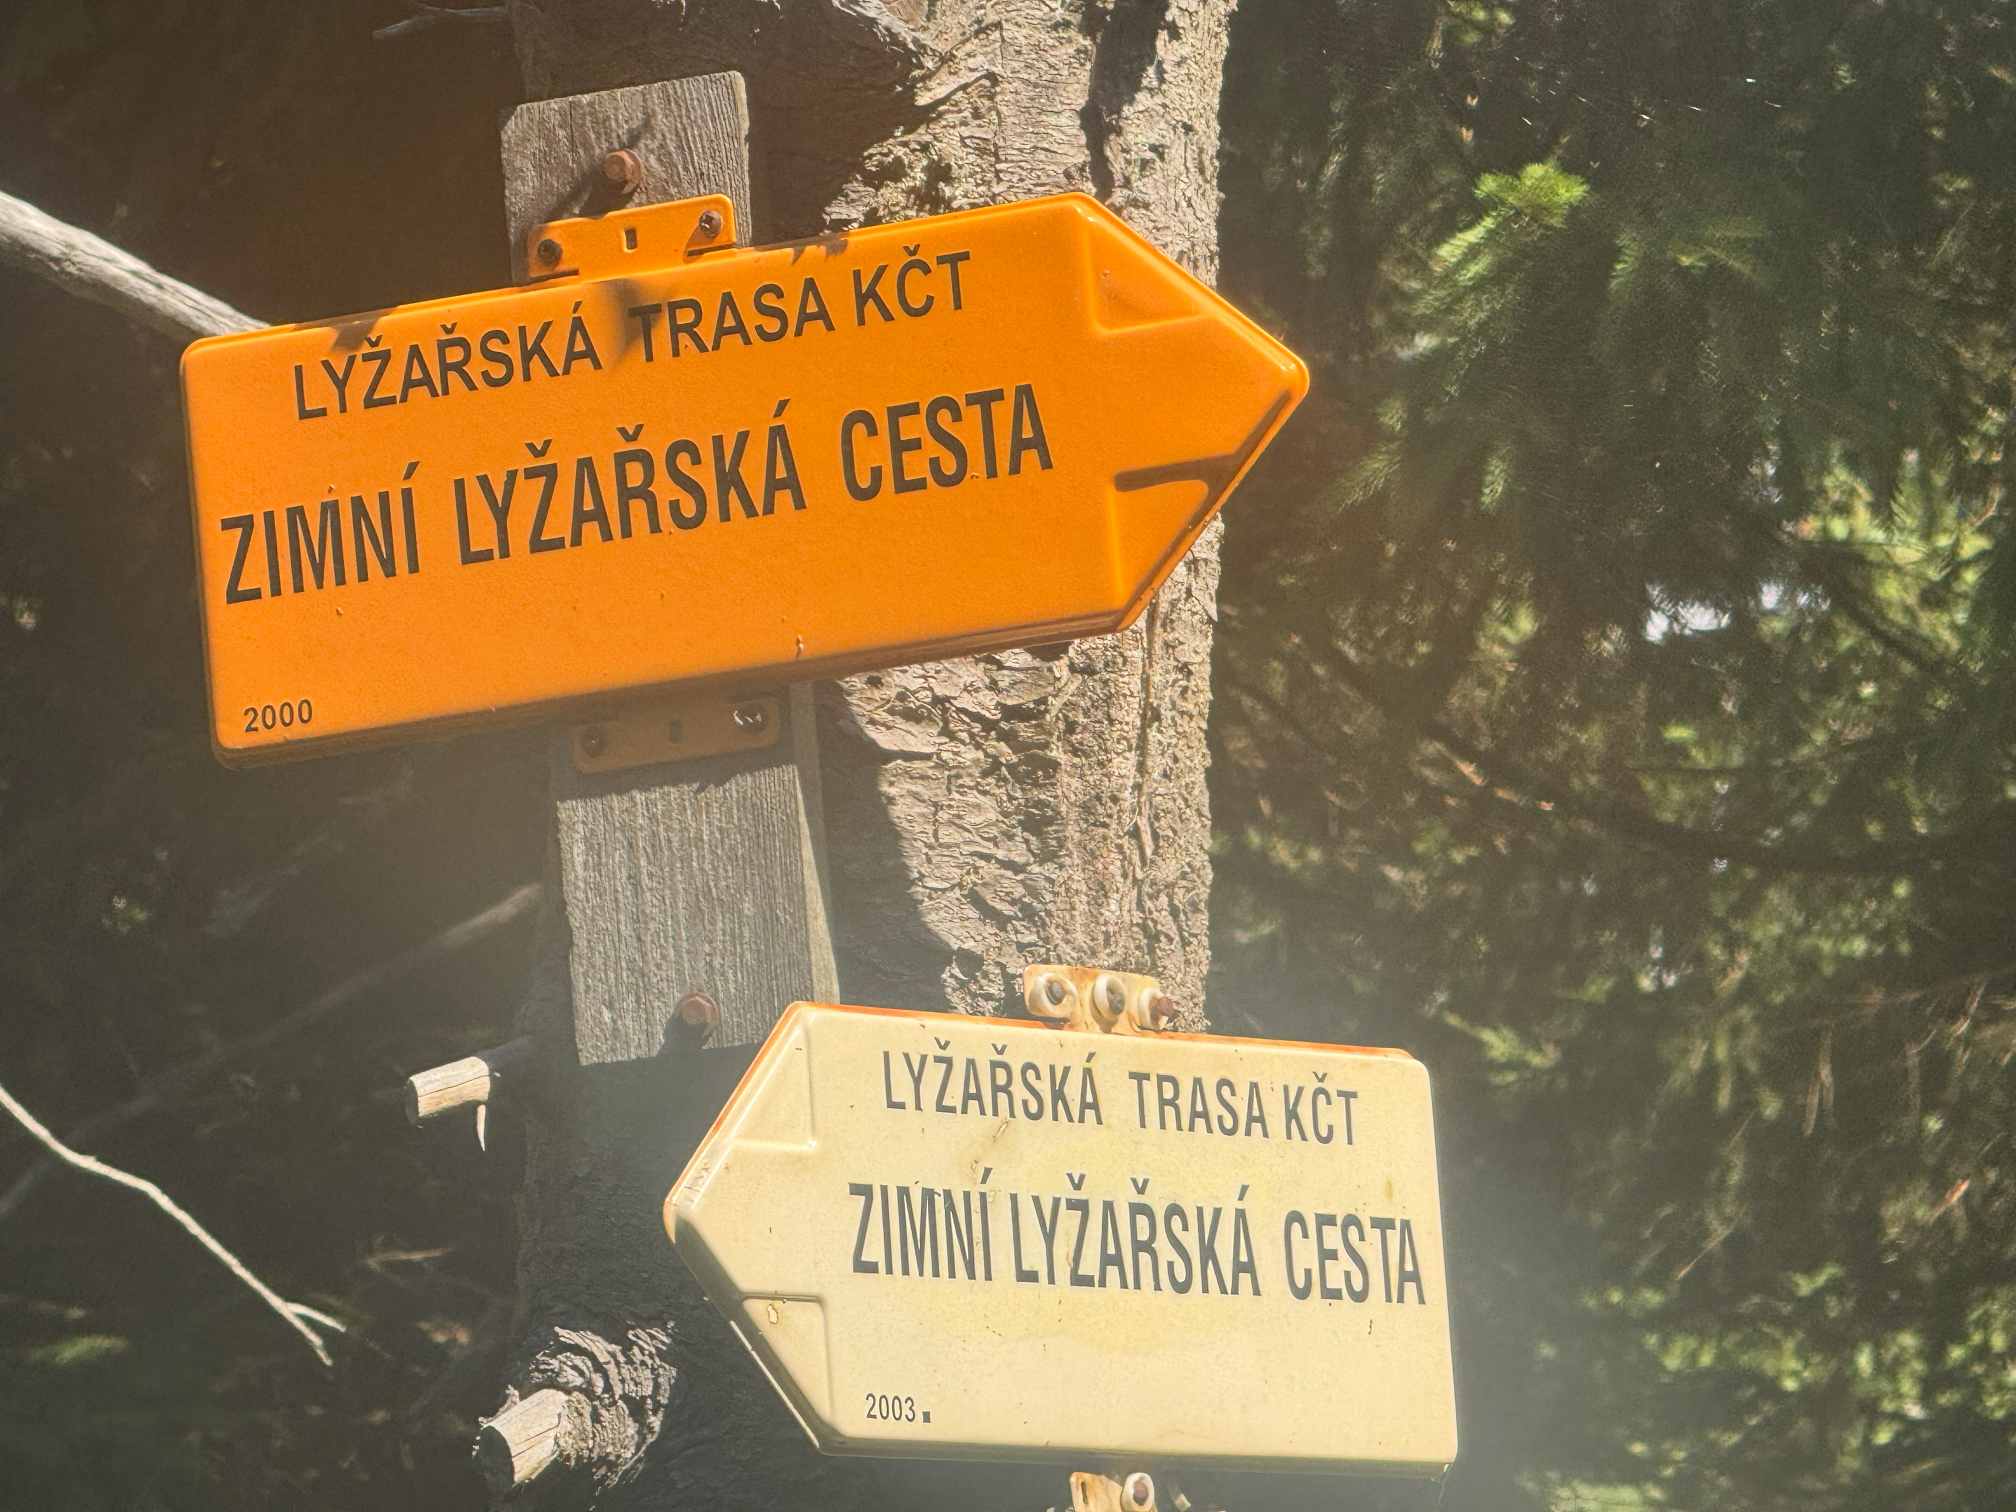 LYŽAŘSKÁ TRASA KČT
ZIMNÍ LYŽAŘSKÁ CESTA
2000
LYŽAŘSKÁ TRASA KČT
ZIMNÍ LYŽAŘSKÁ CESTA
2003.